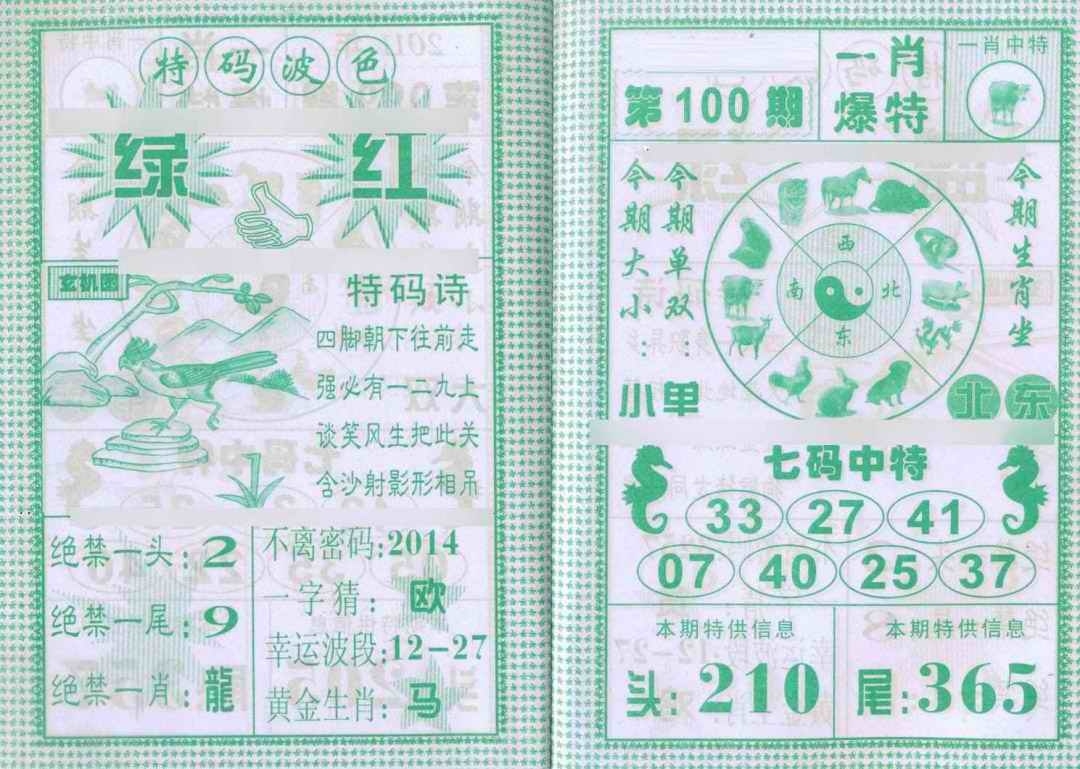 特码波色
绿 红
玄机图
特码诗
四脚朝下往前走
强必有一二九上
谈笑风生把此关
含沙射影形相吊
绝禁一头:2
绝禁一尾:9
绝禁一肖:龍
不离密码:2014
一字猜:欧
幸运波段:12-27
黄金生肖:马
第100期
一肖
爆特
一肖中特
今期大小:小
今期单双:单
西
南 北
东
今期生肖坐
北东
七码中特
33 27 41
07 40 25 37
本期特供信息
头:210
本期特供信息
尾:365